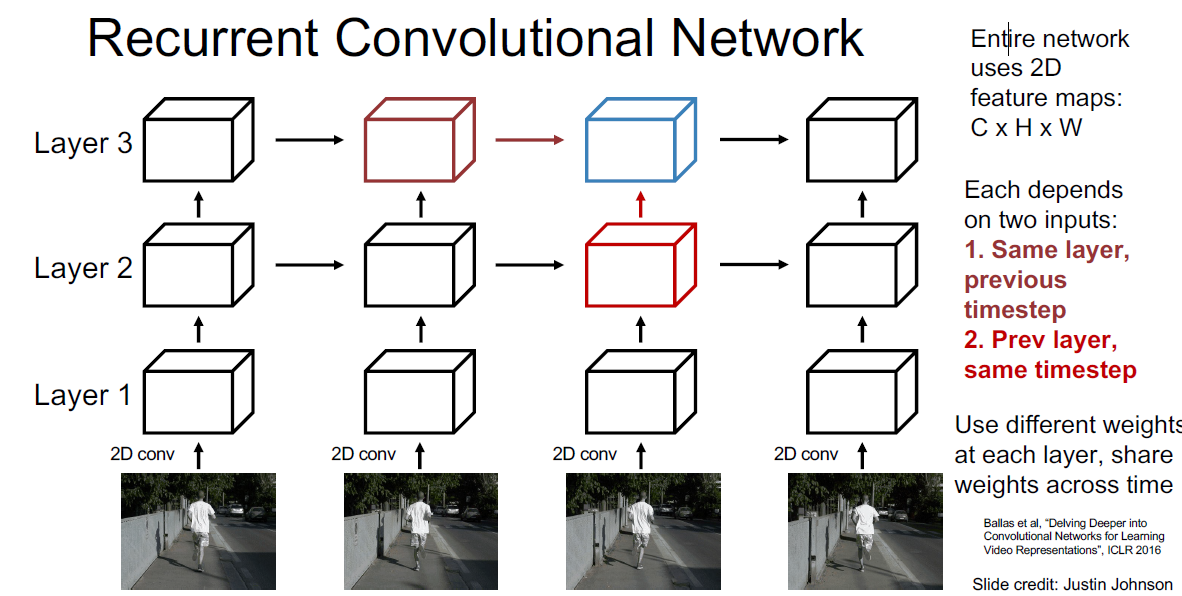 Recurrent Convolutional Network
Layer 3
Layer 2
Layer 1
2D conv
2D conv
2D conv
2D conv
Entire network
uses 2D
feature maps:
C x H x W
Each depends
on two inputs:
1. Same layer,
previous
timestep
2. Prev layer,
same timestep
Use different weights
at each layer, share
weights across time
Ballas et al, “Delving Deeper into
Convolutional Networks for Learning
Video Representations”, ICLR 2016
Slide credit: Justin Johnson